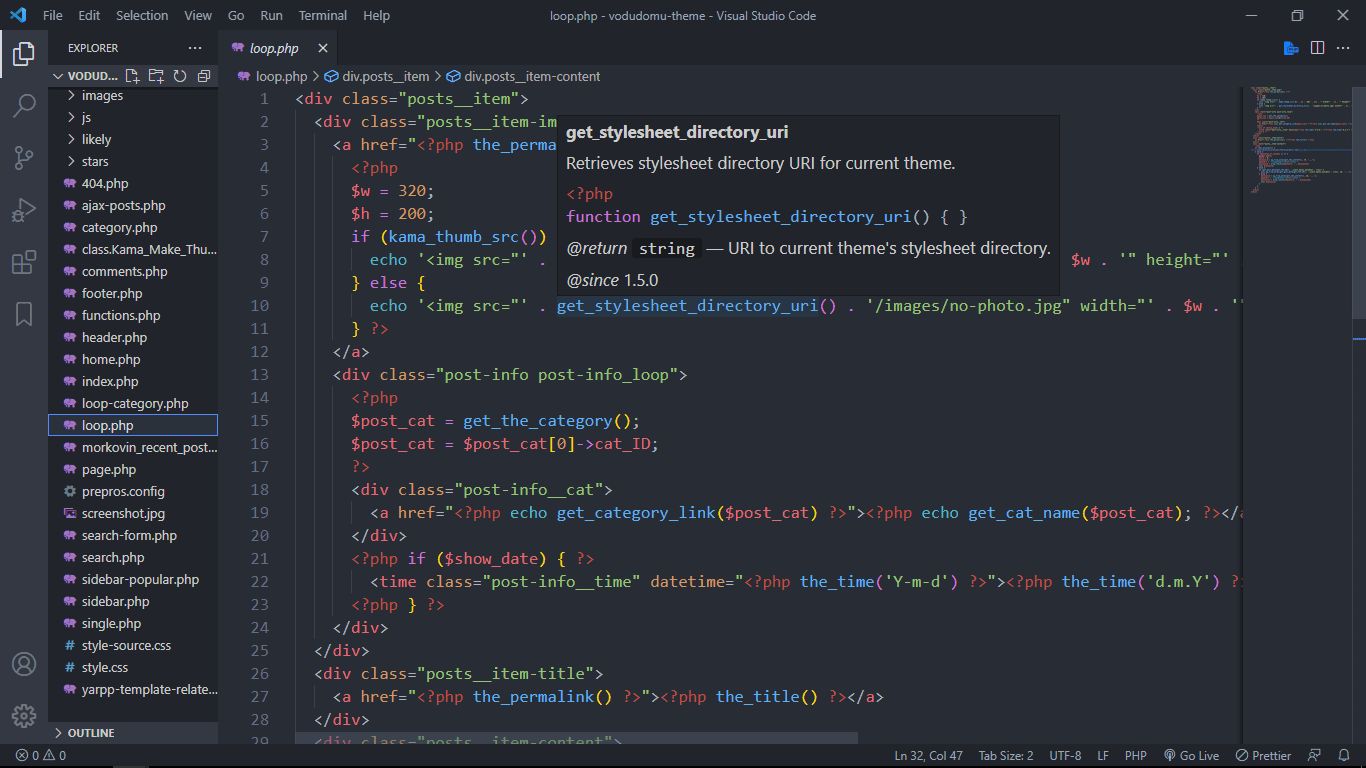 File Edit Selection View Go Run Terminal Help
loop.php - vodudomu-theme - Visual Studio Code
EXPLORER
VODUD...
images
js
likely
stars
404.php
ajax-posts.php
category.php
class.Kama_Make_Thu...
comments.php
footer.php
functions.php
header.php
home.php
index.php
loop-category.php
loop.php
morkovin_recent_post...
page.php
prepros.config
screenshot.jpg
search-form.php
search.php
sidebar-popular.php
sidebar.php
single.php
style-source.css
style.css
yarpp-template-relate...
OUTLINE
loop.php
loop.php > div.posts__item > div.posts__item-content
1 <div class="posts__item">
2 <div class="posts__item-im
3 <a href="<?php the_perma
4 <?php
5 $w = 320;
6 $h = 200;
7 if (kama_thumb_src())
8 echo '<img src="' . $w . '" height="'
9 } else {
10 echo '<img src="' . get_stylesheet_directory_uri() . '/images/no-photo.jpg" width="' . $w . '"
11 } ?>
12 </a>
13 <div class="post-info post-info_loop">
14 <?php
15 $post_cat = get_the_category();
16 $post_cat = $post_cat[0]->cat_ID;
17 ?>
18 <div class="post-info__cat">
19 <a href="<?php echo get_category_link($post_cat) ?>"><?php echo get_cat_name($post_cat); ?></a
20 </div>
21 <?php if ($show_date) { ?>
22 <time class="post-info__time" datetime="<?php the_time('Y-m-d') ?>"><?php the_time('d.m.Y') ?
23 <?php } ?>
24 </div>
25 </div>
26 <div class="posts__item-title">
27 <a href="<?php the_permalink() ?>"><?php the_title() ?></a>
28 </div>
29 <div class="posts__item-content">
get_stylesheet_directory_uri
Retrieves stylesheet directory URI for current theme.
<?php
function get_stylesheet_directory_uri() { }
@return string — URI to current theme's stylesheet directory.
@since 1.5.0
0 0
Ln 32, Col 47 Tab Size: 2 UTF-8 LF PHP Go Live Prettier